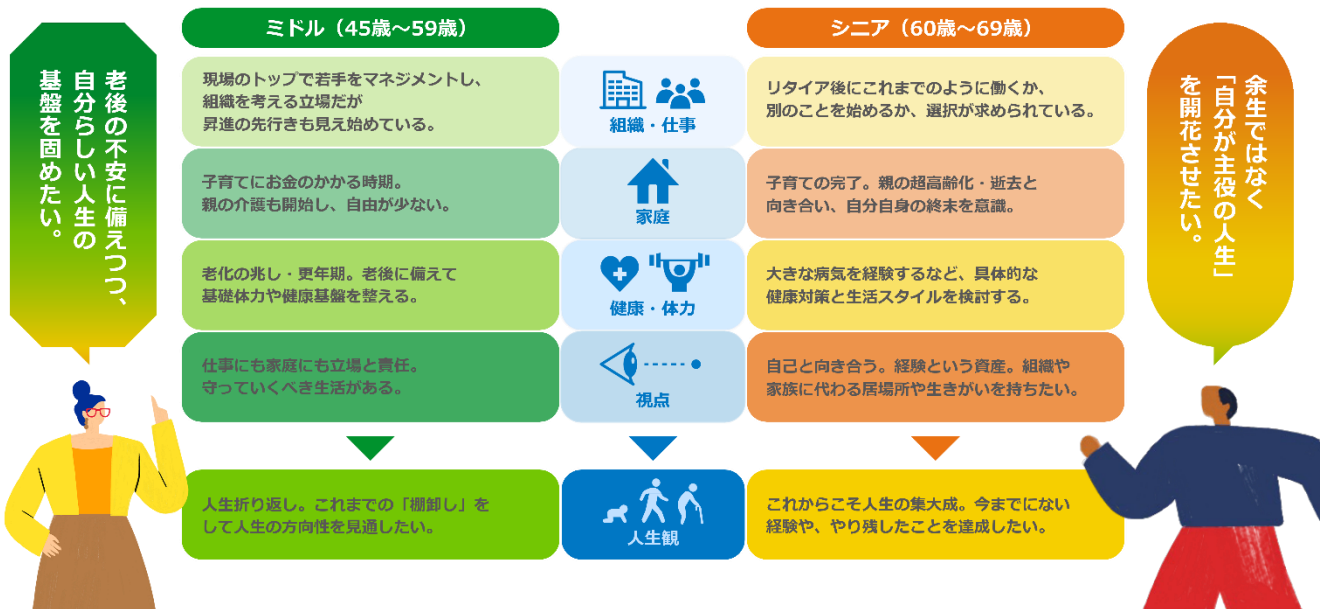 老後の不安に備えつつ、
自分らしい人生の
基盤を固めたい。
ミドル（45歳～59歳）
シニア（60歳～69歳）
現場のトップで若手をマネジメントし、
組織を考える立場だが
昇進の先行きも見え始めている。
組織・仕事
リタイア後にこれまでのように働くか、
別のことを始めるか、選択が求められている。
子育てにお金のかかる時期。
親の介護も開始し、自由が少ない。
家庭
子育ての完了。親の超高齢化・逝去と
向き合い、自分自身の終末を意識。
老化の兆し・更年期。老後に備えて
基礎体力や健康基盤を整える。
健康・体力
大きな病気を経験するなど、具体的な
健康対策と生活スタイルを検討する。
仕事にも家庭にも立場と責任。
守っていくべき生活がある。
視点
自己と向き合う。経験という資産。組織や
家族に代わる居場所や生きがいを持ちたい。
人生折り返し。これまでの「棚卸し」を
して人生の方向性を見通したい。
人生観
これからこそ人生の集大成。今までにない
経験や、やり残したことを達成したい。
余生ではなく
「自分が主役の人生」
を開花させたい。